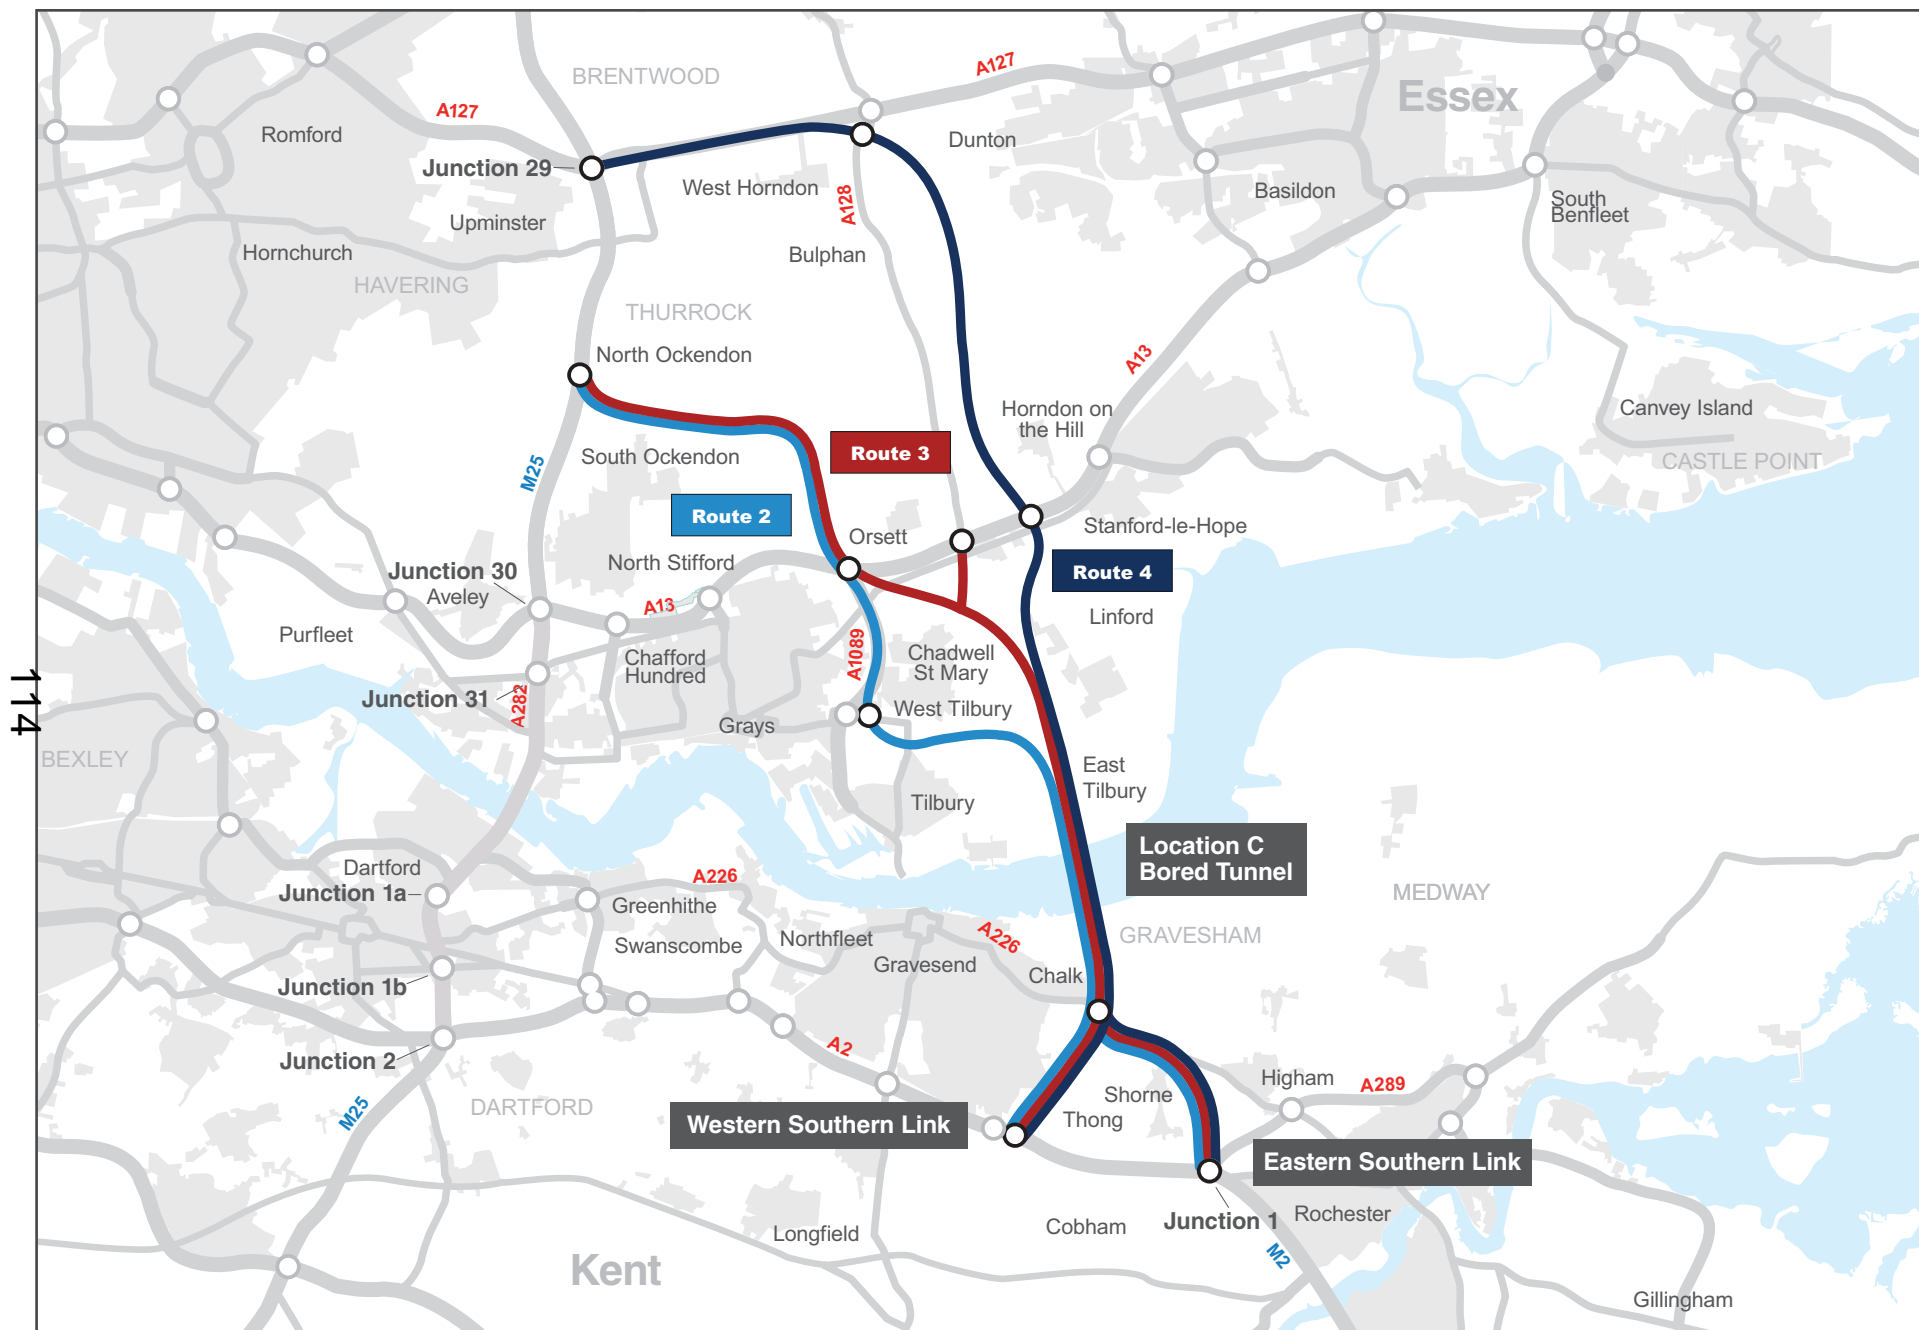 BRENTWOOD
A127
Essex
A127
Romford
Dunton
Junction 29
West Horndon
Basildon
A128
South
Benfleet
Upminster
Hornchurch
Bulphan
HAVERING
THURROCK
North Ockendon
A13
Horndon on
the Hill
Canvey Island
CASTLE POINT
Route 3
South Ockendon
M25
Route 2
Orsett
Stanford-le-Hope
North Stifford
Junction 30
Aveley
Route 4
A13
Linford
Purfleet
Chafford
Hundred
A1089
Chadwell
St Mary
114
Junction 31
A282
West Tilbury
Grays
BEXLEY
East
Tilbury
Tilbury
Location C
Bored Tunnel
Dartford
A226
Junction 1a
Greenhithe
MEDWAY
Swanscombe
Northfleet
A226
GRAVESHAM
Gravesend
Chalk
Junction 1b
A2
Junction 2
Higham
A289
Shorne
M25
DARTFORD
Western Southern Link
Thong
Eastern Southern Link
Longfield
Cobham
Junction 1
Rochester
M2
Kent
Gillingham